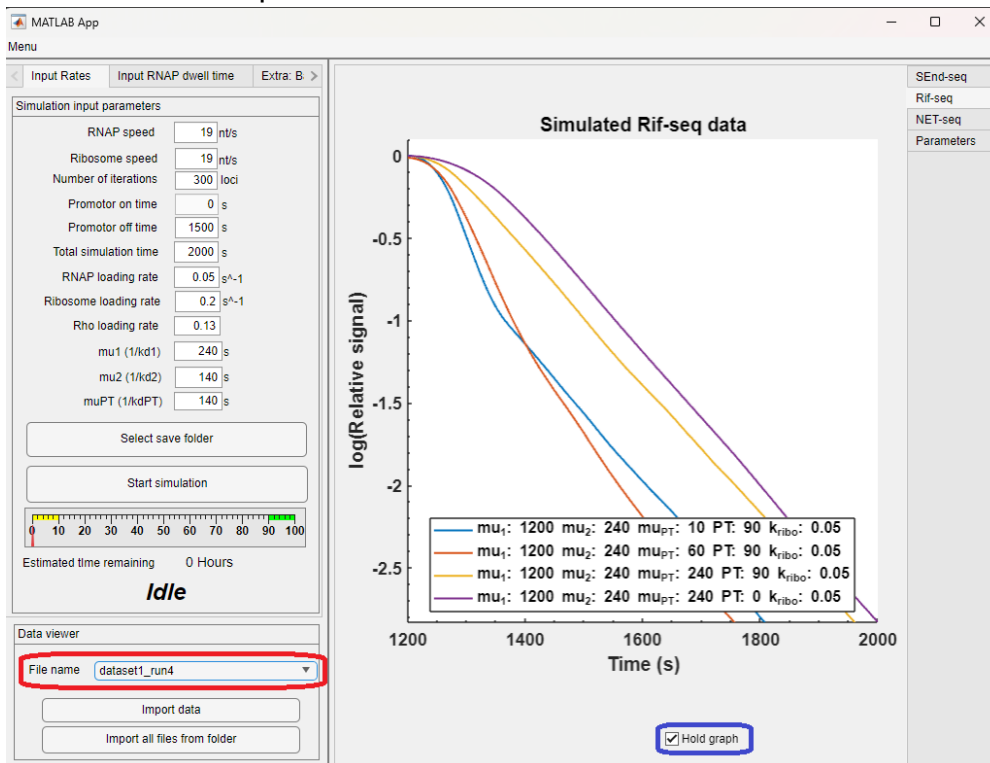 MATLAB App
Menu
< Input Rates Input RNAP dwell time Extra: B >
Simulation input parameters
RNAP speed 19 nt/s
Ribosome speed 19 nt/s
Number of iterations 300 loci
Promotor on time 0 s
Promotor off time 1500 s
Total simulation time 2000 s
RNAP loading rate 0.05 s^-1
Ribosome loading rate 0.2 s^-1
Rho loading rate 0.13
mu1 (1/kd1) 240 s
mu2 (1/kd2) 140 s
muPT (1/kdPT) 140 s
Select save folder
Start simulation
0 10 20 30 40 50 60 70 80 90 100
Estimated time remaining 0 Hours
Idle
Data viewer
File name dataset1_run4
Import data
Import all files from folder
Simulated Rif-seq data
log(Relative signal)
0
-0.5
-1
-1.5
-2
-2.5
mu₁: 1200 mu₂: 240 mu_PT: 10 PT: 90 k_ribo: 0.05
mu₁: 1200 mu₂: 240 mu_PT: 60 PT: 90 k_ribo: 0.05
mu₁: 1200 mu₂: 240 mu_PT: 240 PT: 90 k_ribo: 0.05
mu₁: 1200 mu₂: 240 mu_PT: 240 PT: 0 k_ribo: 0.05
1200 1400 1600 1800 2000
Time (s)
Hold graph
SEnd-seq
Rif-seq
NET-seq
Parameters